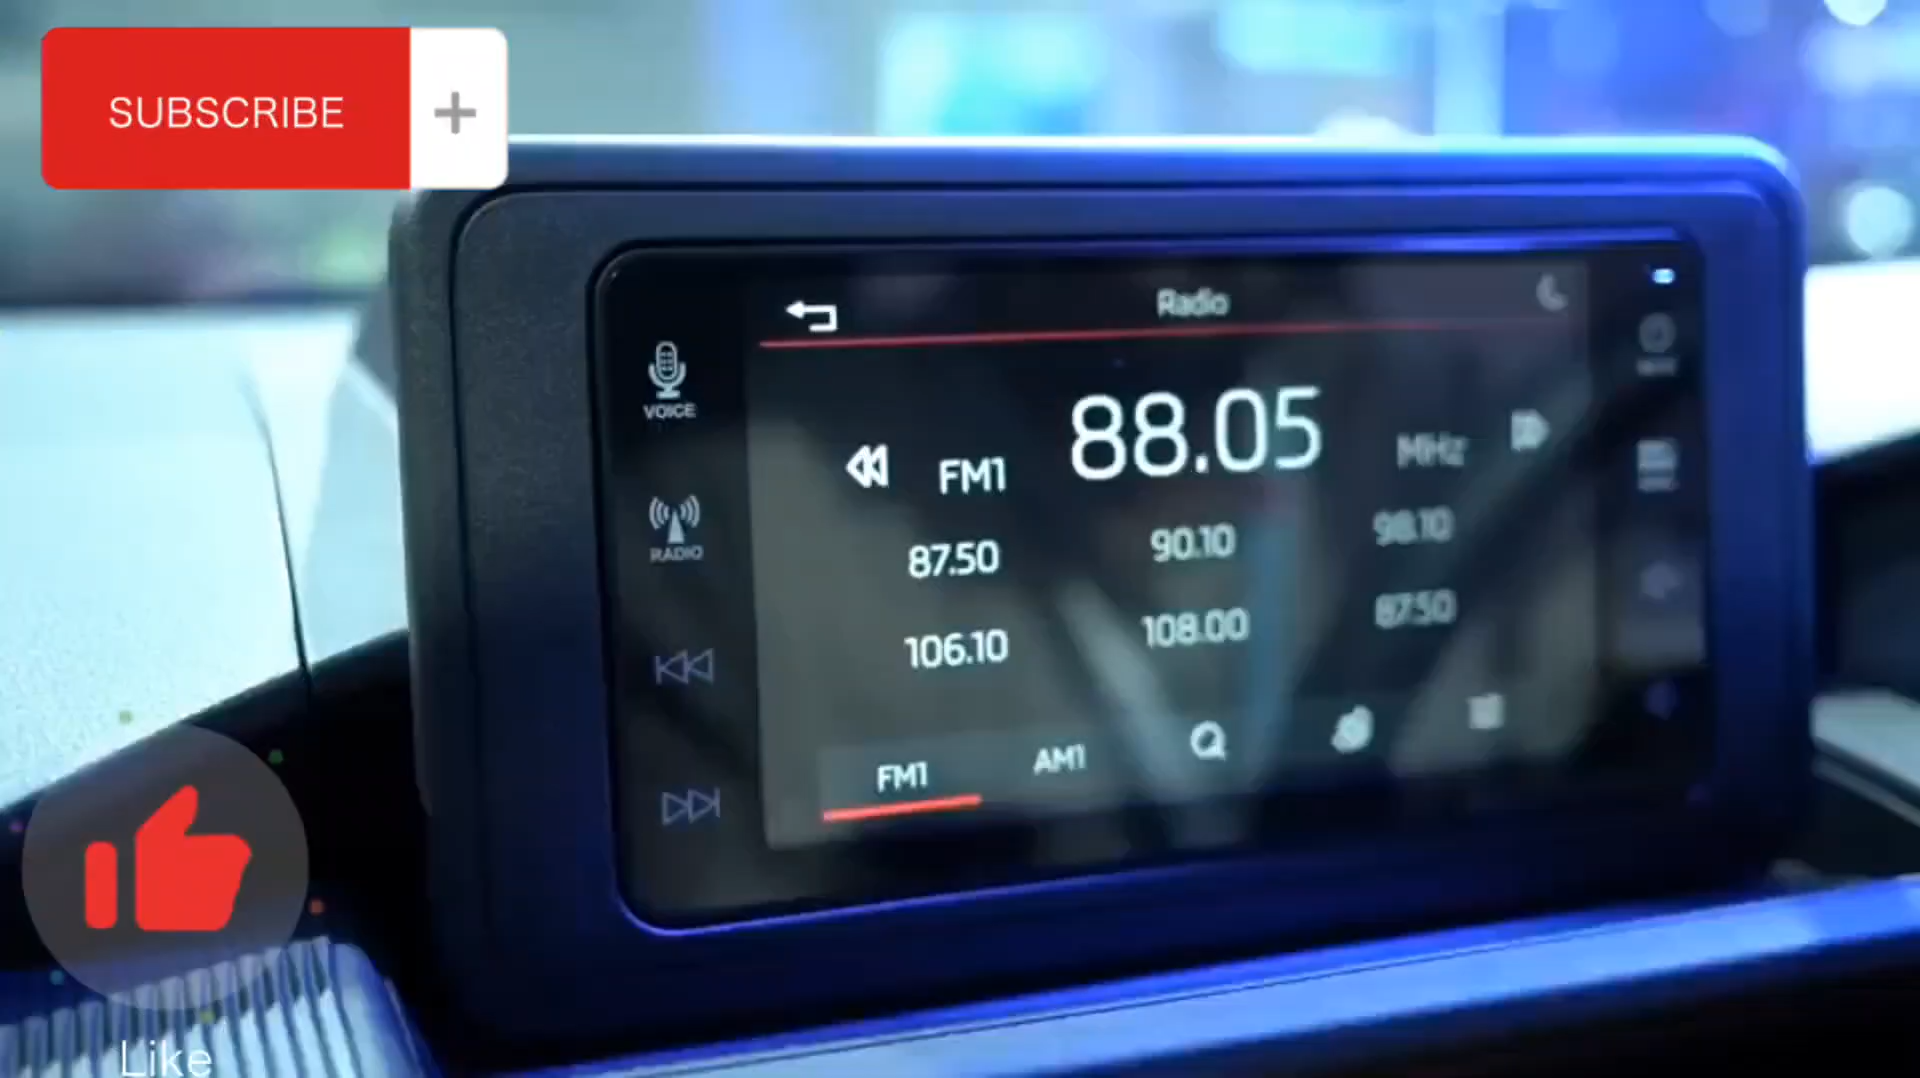 SUBSCRIBE +
Radio
VOICE
88.05
FM1
MHz
RADIO
87.50
90.10
98.10
106.10
108.00
87.50
FM1
AM1
Like